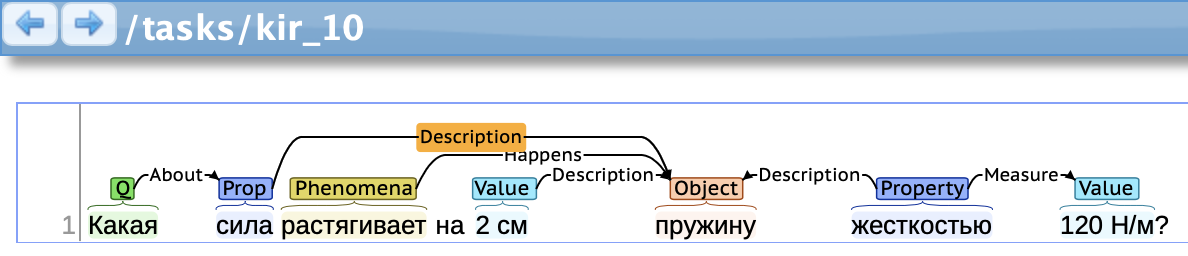 /tasks/kir_10
Description
Happens
About Description Description Measure
Q Prop Phenomena Value Object Property Value
1 Какая сила растягивает на 2 см пружину жесткостью 120 Н/м?